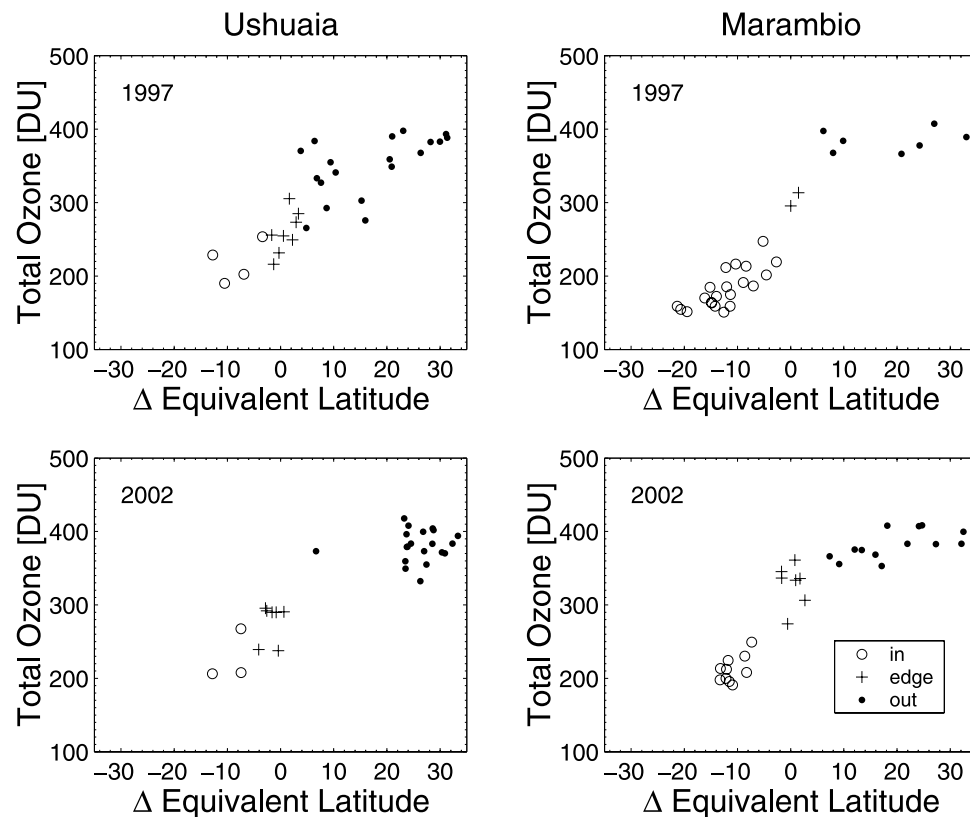 Ushuaia
Marambio
500
400
300
200
100
Total Ozone [DU]
1997
−30 −20 −10 0 10 20 30
Δ Equivalent Latitude
500
400
300
200
100
Total Ozone [DU]
1997
−30 −20 −10 0 10 20 30
Δ Equivalent Latitude
500
400
300
200
100
Total Ozone [DU]
2002
−30 −20 −10 0 10 20 30
Δ Equivalent Latitude
500
400
300
200
100
Total Ozone [DU]
2002
in
edge
out
−30 −20 −10 0 10 20 30
Δ Equivalent Latitude